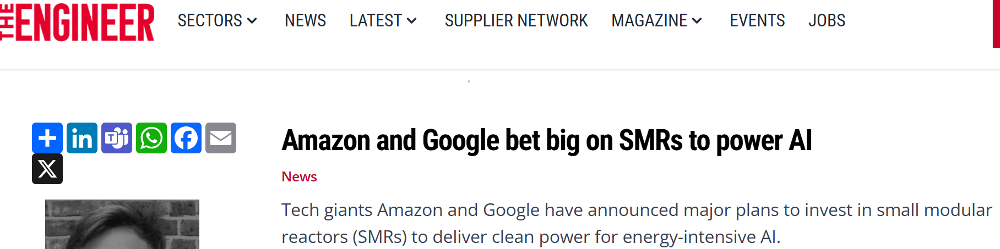 THE ENGINEER
SECTORS NEWS LATEST SUPPLIER NETWORK MAGAZINE EVENTS JOBS
Amazon and Google bet big on SMRs to power AI
News
Tech giants Amazon and Google have announced major plans to invest in small modular
reactors (SMRs) to deliver clean power for energy-intensive AI.